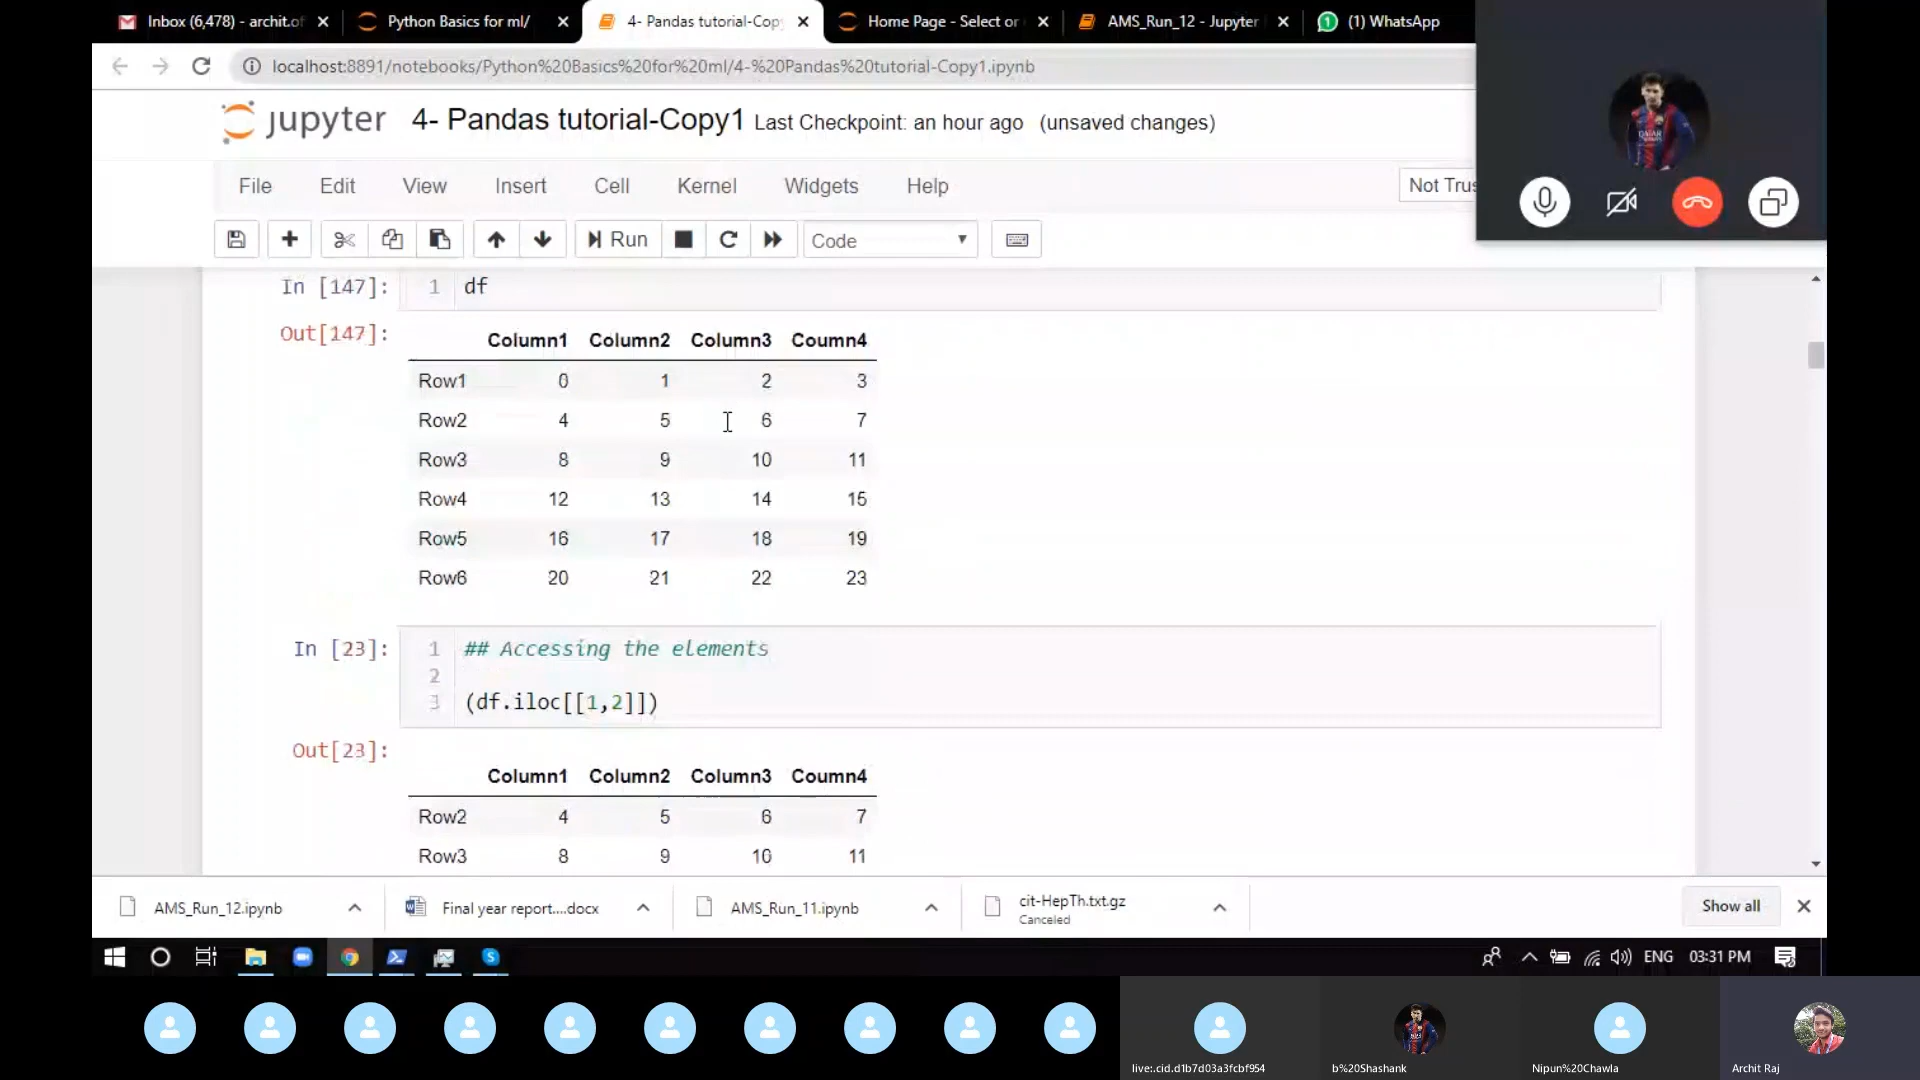 Inbox (6,478) - archit.of
Python Basics for ml/
4- Pandas tutorial-Copy
Home Page - Select or
AMS_Run_12 - Jupyter
(1) WhatsApp
localhost:8891/notebooks/Python%20Basics%20for%20ml/4-%20Pandas%20tutorial-Copy1.ipynb
jupyter 4- Pandas tutorial-Copy1 Last Checkpoint: an hour ago (unsaved changes)
File Edit View Insert Cell Kernel Widgets Help Not Trus
Run Code
In [147]: 1 df
Out[147]:
Column1 Column2 Column3 Coumn4
Row1 0 1 2 3
Row2 4 5 6 7
Row3 8 9 10 11
Row4 12 13 14 15
Row5 16 17 18 19
Row6 20 21 22 23
In [23]: 1 ## Accessing the elements
2
3 (df.iloc[[1,2]])
Out[23]:
Column1 Column2 Column3 Coumn4
Row2 4 5 6 7
Row3 8 9 10 11
AMS_Run_12.ipynb
Final year report....docx
AMS_Run_11.ipynb
cit-HepTh.txt.gz
Canceled
Show all
ENG 03:31 PM
live:.cid.d1b7d03a3fcbf954
b%20Shashank
Nipun%20Chawla
Archit Raj